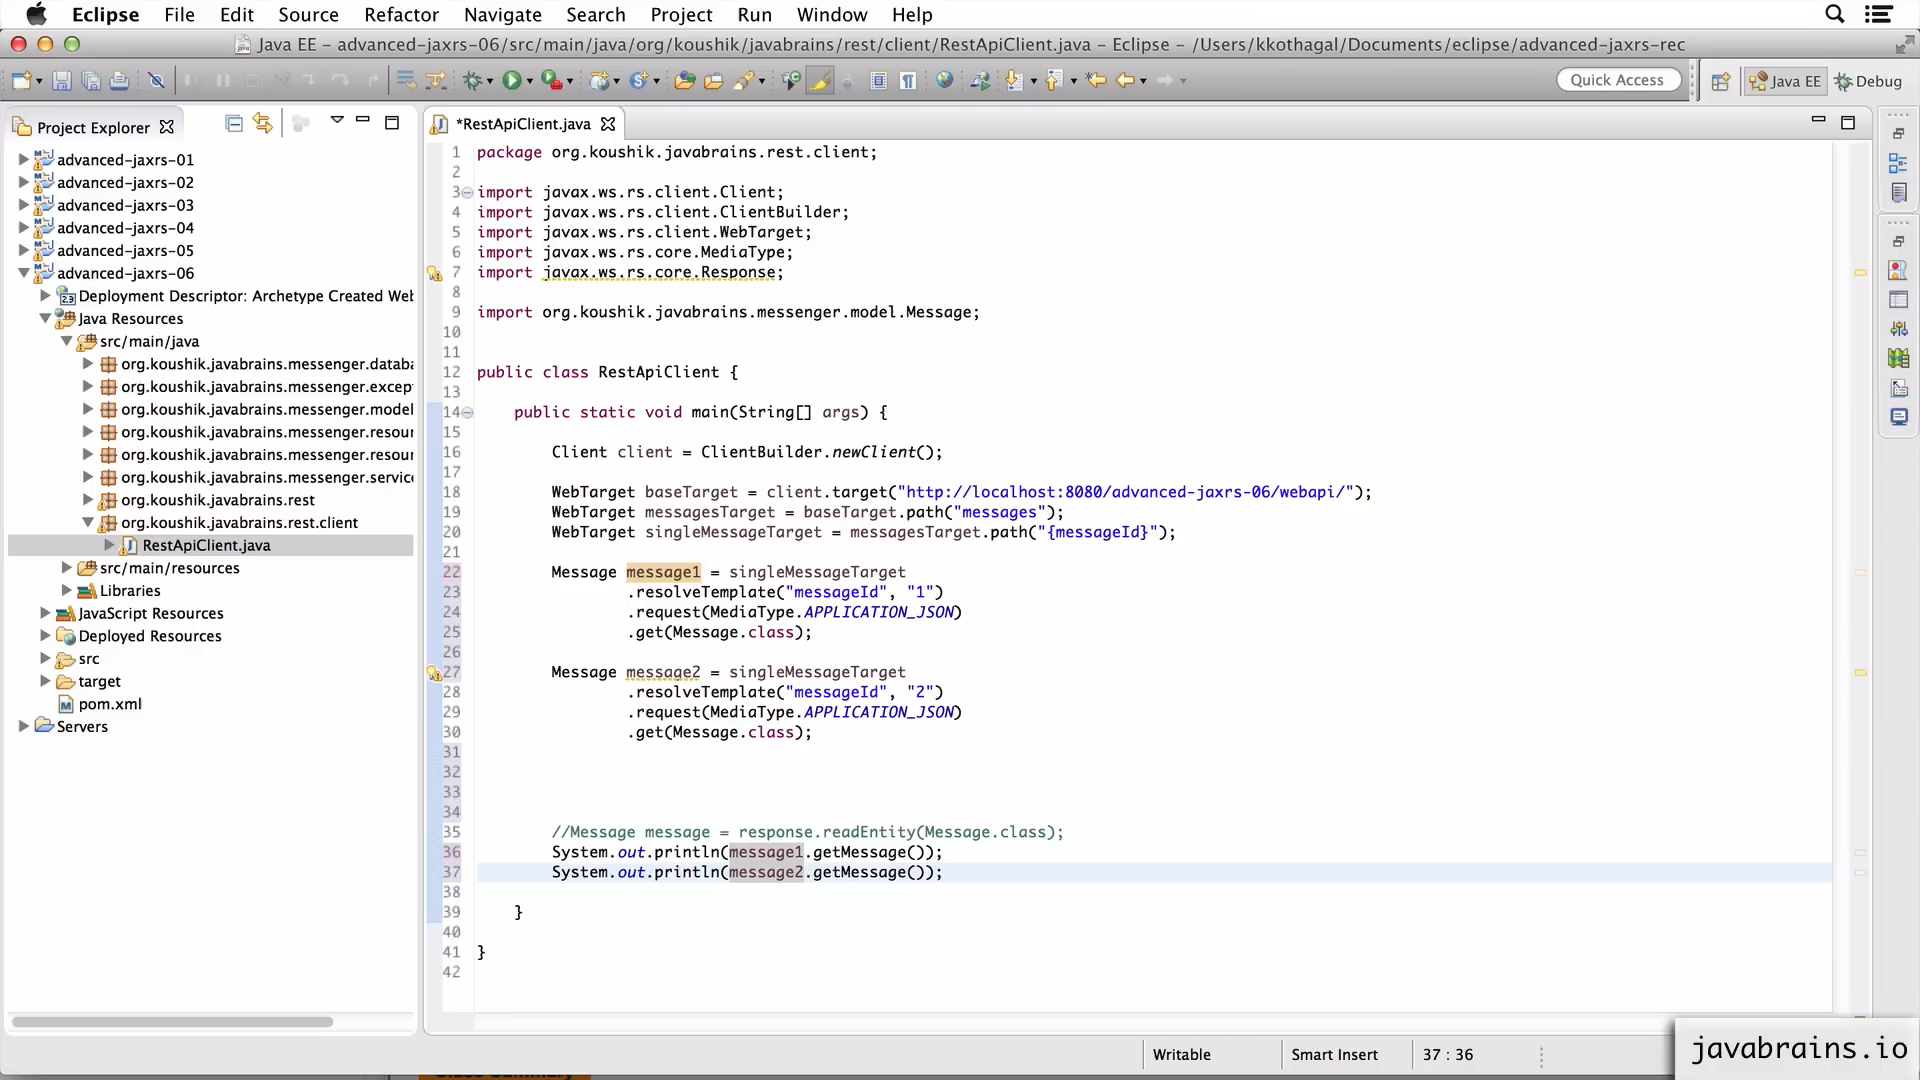 Eclipse File Edit Source Refactor Navigate Search Project Run Window Help
Java EE - advanced-jaxrs-06/src/main/java/org/koushik/javabrains/rest/client/RestApiClient.java - Eclipse - /Users/kkothagal/Documents/eclipse/advanced-jaxrs-rec
Quick Access Java EE Debug
Project Explorer
advanced-jaxrs-01
advanced-jaxrs-02
advanced-jaxrs-03
advanced-jaxrs-04
advanced-jaxrs-05
advanced-jaxrs-06
Deployment Descriptor: Archetype Created Web
Java Resources
src/main/java
org.koushik.javabrains.messenger.databa
org.koushik.javabrains.messenger.excep
org.koushik.javabrains.messenger.model
org.koushik.javabrains.messenger.resour
org.koushik.javabrains.messenger.resour
org.koushik.javabrains.messenger.service
org.koushik.javabrains.rest
org.koushik.javabrains.rest.client
RestApiClient.java
src/main/resources
Libraries
JavaScript Resources
Deployed Resources
src
target
pom.xml
Servers
*RestApiClient.java
1 package org.koushik.javabrains.rest.client;
2
3 import javax.ws.rs.client.Client;
4 import javax.ws.rs.client.ClientBuilder;
5 import javax.ws.rs.client.WebTarget;
6 import javax.ws.rs.core.MediaType;
7 import javax.ws.rs.core.Response;
8
9 import org.koushik.javabrains.messenger.model.Message;
10
11
12 public class RestApiClient {
13
14 public static void main(String[] args) {
15
16 Client client = ClientBuilder.newClient();
17
18 WebTarget baseTarget = client.target("http://localhost:8080/advanced-jaxrs-06/webapi/");
19 WebTarget messagesTarget = baseTarget.path("messages");
20 WebTarget singleMessageTarget = messagesTarget.path("{messageId}");
21
22 Message message1 = singleMessageTarget
23 .resolveTemplate("messageId", "1")
24 .request(MediaType.APPLICATION_JSON)
25 .get(Message.class);
26
27 Message message2 = singleMessageTarget
28 .resolveTemplate("messageId", "2")
29 .request(MediaType.APPLICATION_JSON)
30 .get(Message.class);
31
32
33
34
35 //Message message = response.readEntity(Message.class);
36 System.out.println(message1.getMessage());
37 System.out.println(message2.getMessage());
38
39 }
40
41 }
42
Writable Smart Insert 37 : 36
javabrains.io